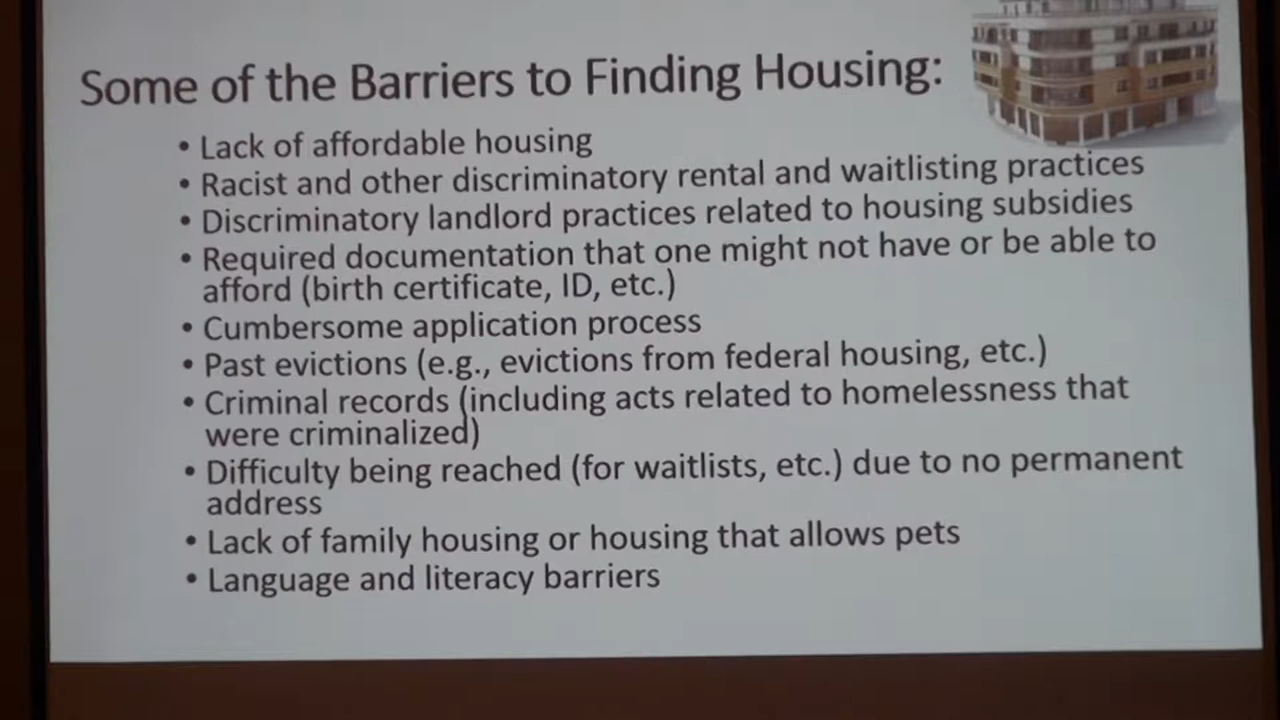 Some of the Barriers to Finding Housing:
• Lack of affordable housing
• Racist and other discriminatory rental and waitlisting practices
• Discriminatory landlord practices related to housing subsidies
• Required documentation that one might not have or be able to
afford (birth certificate, ID, etc.)
• Cumbersome application process
• Past evictions (e.g., evictions from federal housing, etc.)
• Criminal records (including acts related to homelessness that
were criminalized)
• Difficulty being reached (for waitlists, etc.) due to no permanent
address
• Lack of family housing or housing that allows pets
• Language and literacy barriers